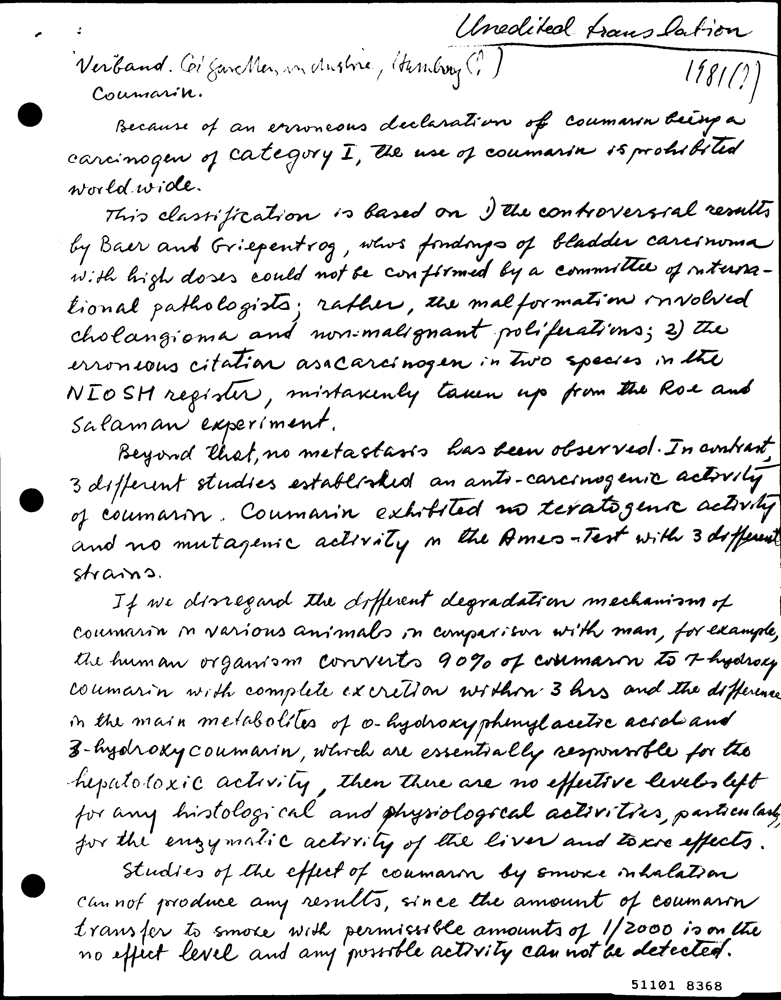 Unedited translation
Verband. Cigarettenindustrie, Hamburg (?)
1981(?)
Coumarin.
Because of an erroneous declaration of coumarin being a
carcinogen of category I, the use of coumarin is prohibited
world.wide.
This classification is based on 1) the controversial results
by Baer and Griepentrog, whos findings of bladder carcinoma
with high doses could not be confirmed by a committee of interna-
tional pathologists; rather, the malformation involved
cholangioma and non-malignant poliferations; 2) the
erroneous citation as a carcinogen in two species in the
NIOSH register, mistakenly taken up from the Roe and
Salaman experiment.
Beyond that, no metastasis has been observed. In contrast,
3 different studies established an anti-carcinogenic activity
of coumarin. Coumarin exhibited no teratogenic activity
and no mutagenic activity in the Ames-Test with 3 different
strains.
If we disregard the different degradation mechanism of
coumarin in various animals in comparison with man, for example,
the human organism converts 90% of coumarin to 7-hydroxy
coumarin with complete excretion within 3 hrs and the difference
in the main metabolites of o-hydroxyphenylacetic acid and
3-hydroxycoumarin, which are essentially responsible for the
hepatotoxic activity, then there are no effective levels left
for any histological and physiological activities, particularly
for the enzymatic activity of the liver and toxic effects.
Studies of the effect of coumarin by smoke inhalation
can not produce any results, since the amount of coumarin
transfer to smoke with permissible amounts of 1/2000 is on the
no effect level and any possible activity can not be detected.
51101 8368